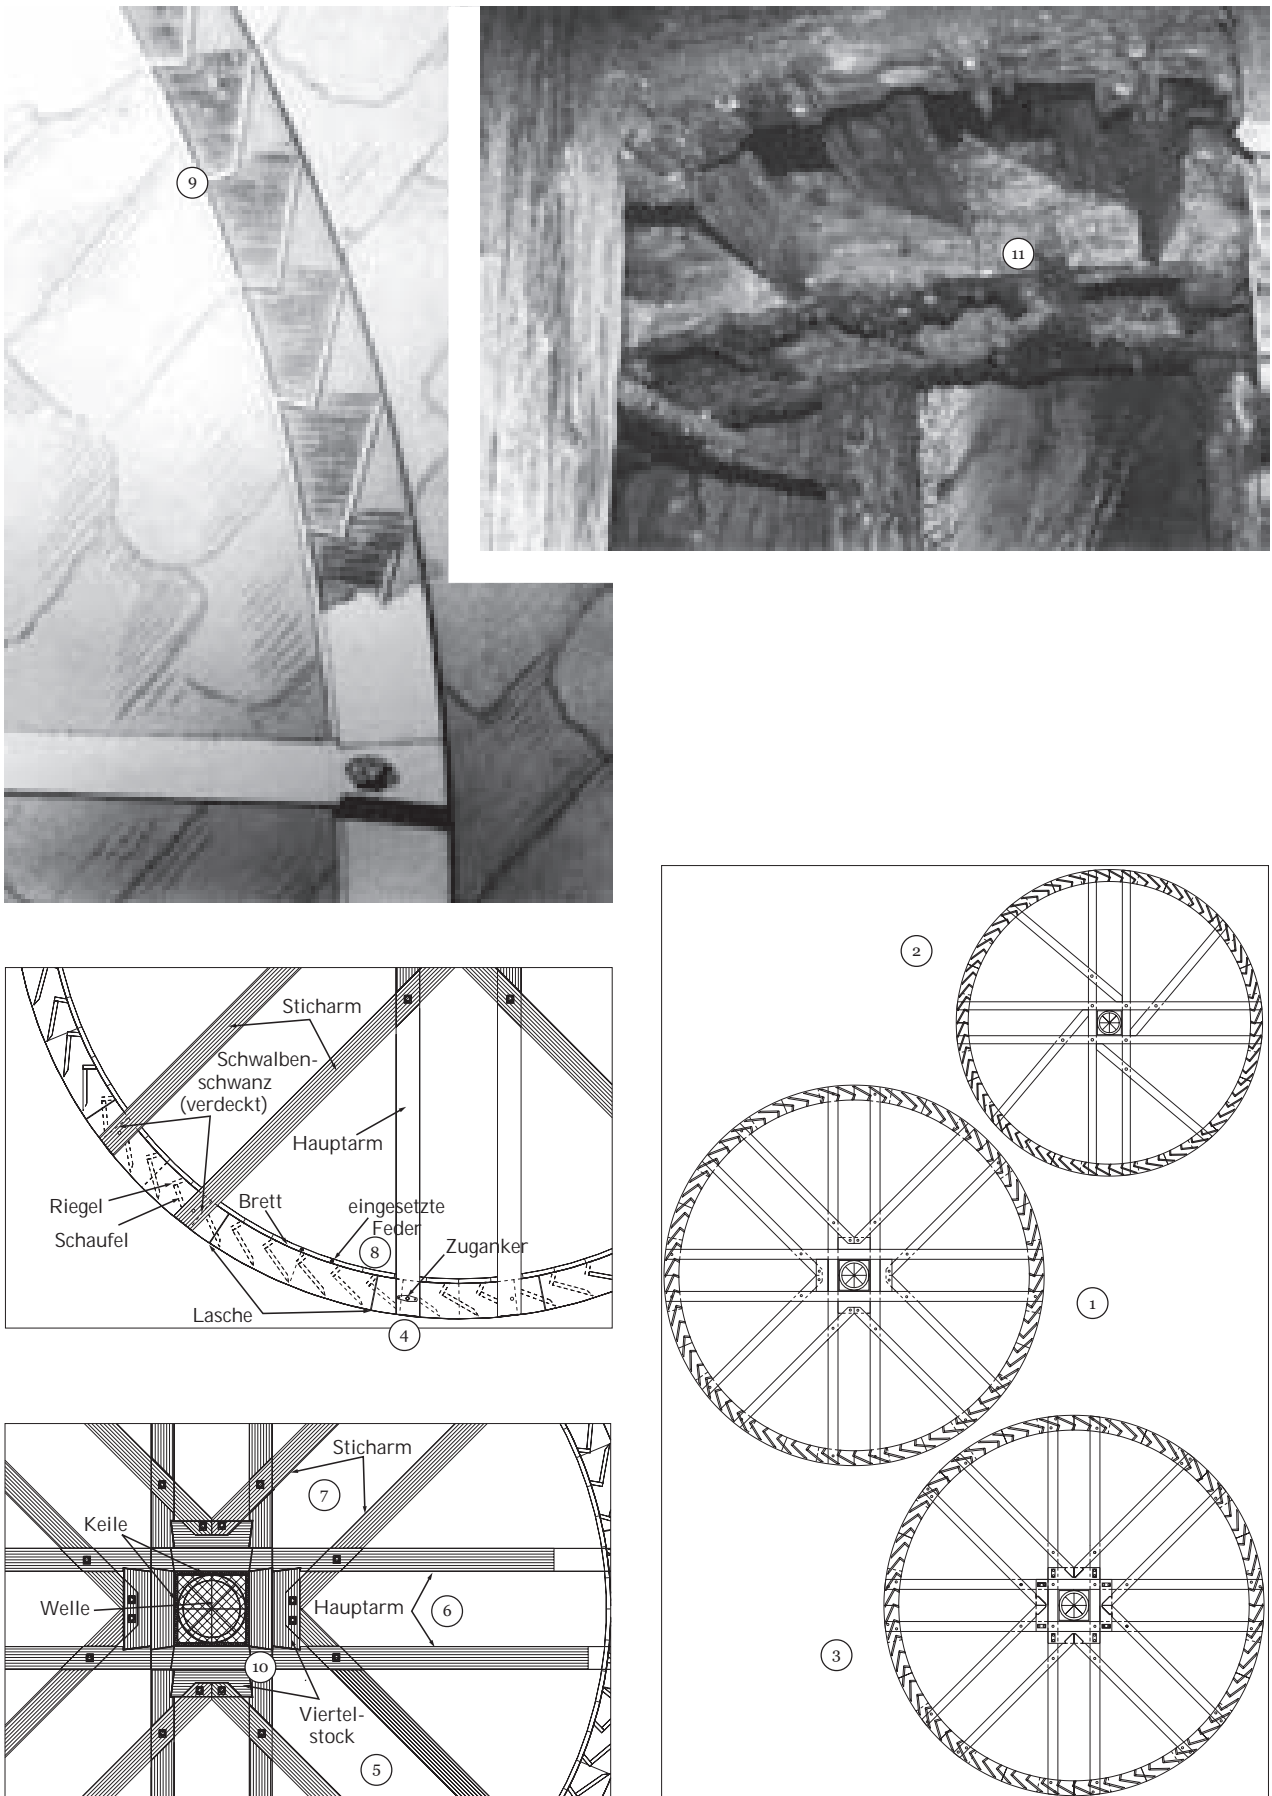 9
11
2
Sticharm
Schwalben-
schwanz
(verdeckt)
Hauptarm
Riegel
Schaufel
Brett
eingesetzte
Feder
8
Zuganker
Lasche
4
1
Sticharm
7
Keile
Welle
Hauptarm
6
10
Viertel-
stock
5
3